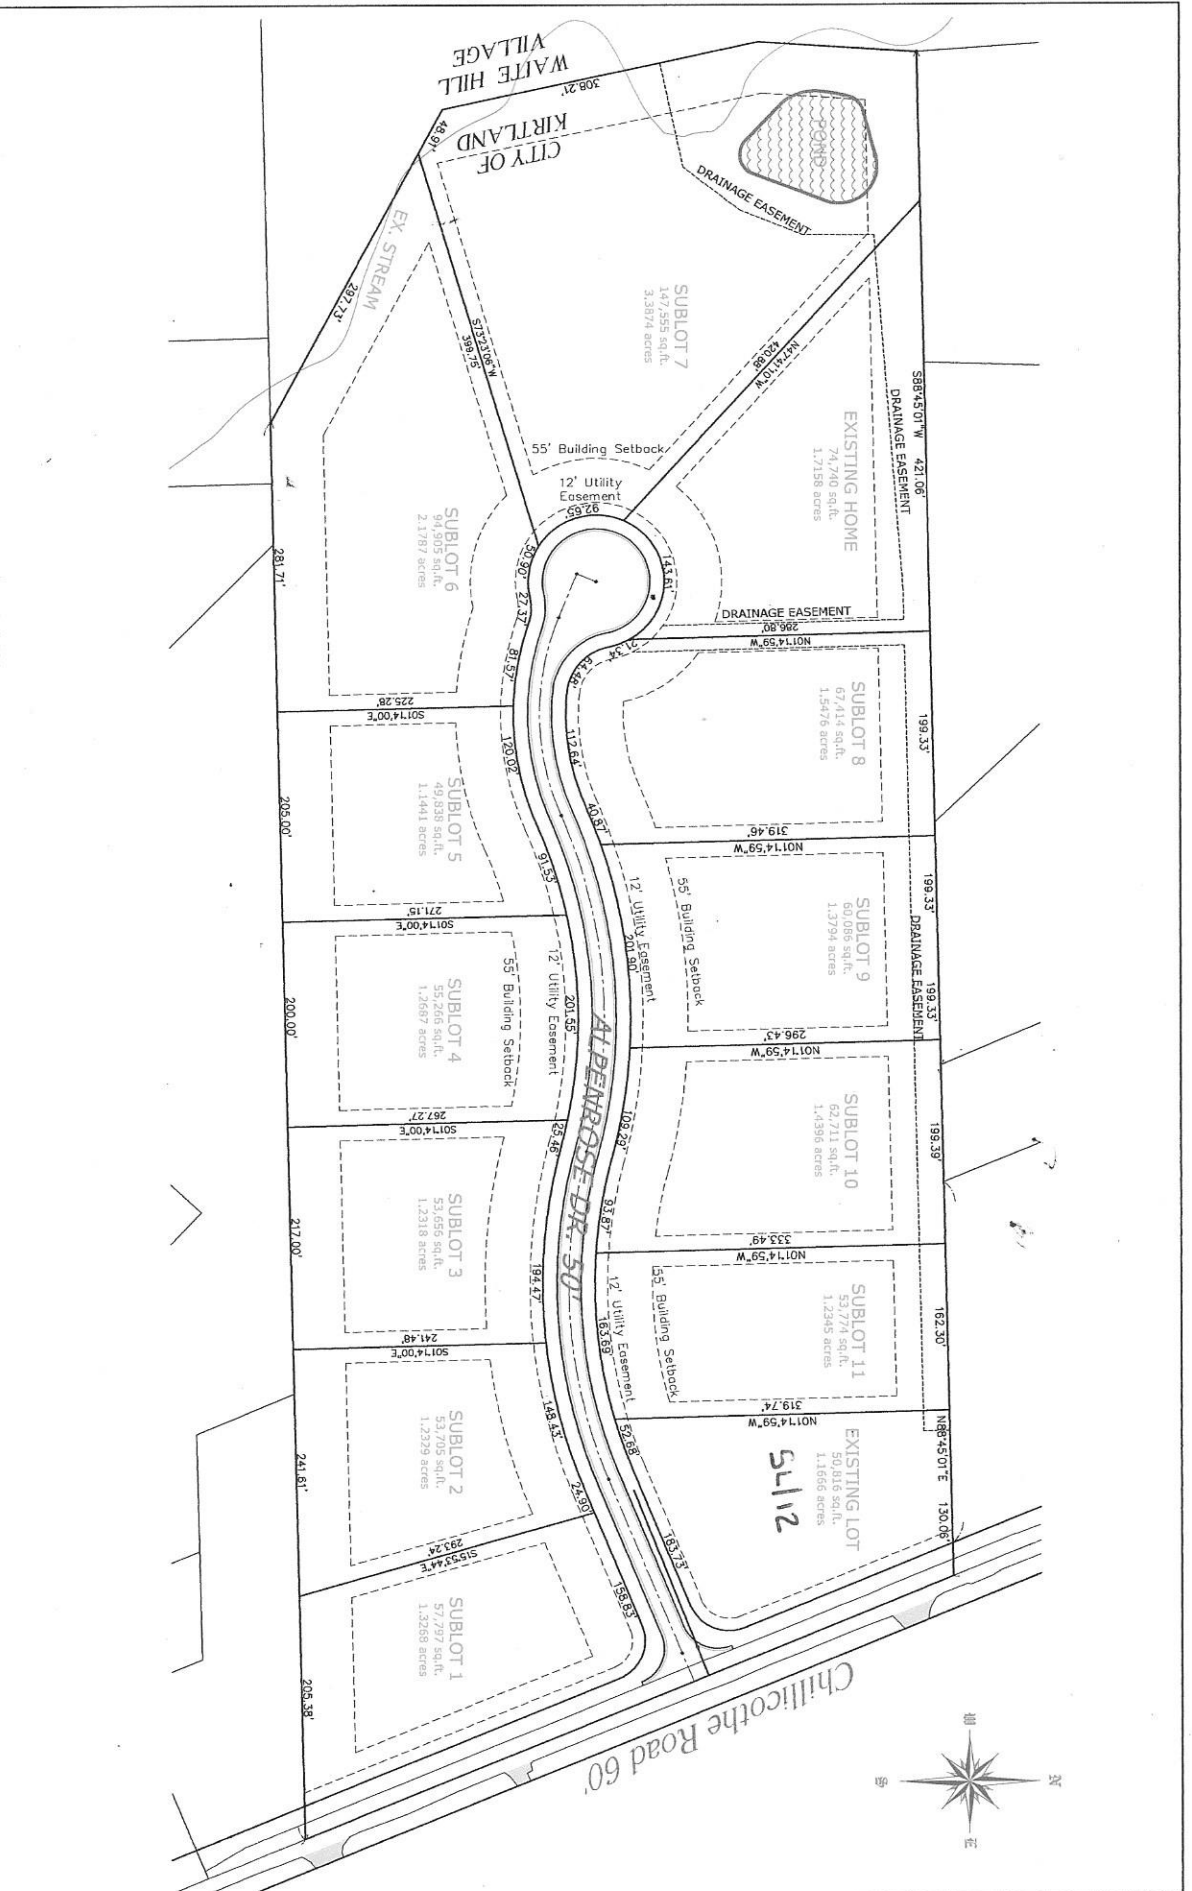 WAITE HILL
VILLAGE
CITY OF
KIRTLAND
308.21'
48.91'
EX. STREAM
297.73'
POND
DRAINAGE EASEMENT
SUBLOT 7
147,555 sq.ft.
3.3874 acres
S73°23'06"W
399.75'
N47°41'10"W
420.88'
55' Building Setback
12' Utility
Easement
92.65'
EXISTING HOME
74,740 sq.ft.
1.7158 acres
S88°45'01"W 421.06'
DRAINAGE EASEMENT
DRAINAGE EASEMENT
286.80'
N01°14'59"W
143.61'
21.34'
64.48'
SUBLOT 6
94,905 sq.ft.
2.1787 acres
50.90'
27.37'
81.57'
281.71'
225.28'
S01°14'00"E
SUBLOT 8
67,414 sq.ft.
1.5476 acres
199.33'
112.64'
40.87'
319.46'
N01°14'59"W
SUBLOT 5
49,838 sq.ft.
1.1441 acres
120.02'
91.53'
205.00'
271.15'
S01°14'00"E
SUBLOT 9
60,086 sq.ft.
1.3794 acres
199.33'
199.33'
DRAINAGE EASEMENT
55' Building Setback
12' Utility Easement
201.90'
296.43'
N01°14'59"W
SUBLOT 4
55,266 sq.ft.
1.2687 acres
55' Building Setback
12' Utility Easement
201.55'
200.00'
267.27'
S01°14'00"E
ALPENROSE DR. 50'
SUBLOT 10
62,711 sq.ft.
1.4396 acres
199.39'
109.29'
93.87'
333.49'
N01°14'59"W
SUBLOT 3
53,656 sq.ft.
1.2318 acres
25.46'
194.47'
217.00'
241.48'
S01°14'00"E
SUBLOT 11
53,774 sq.ft.
1.2345 acres
162.30'
55' Building Setback
12' Utility Easement
163.69'
319.74'
N01°14'59"W
SUBLOT 2
53,705 sq.ft.
1.2329 acres
148.43'
24.90'
241.61'
293.24'
S15°53'44"E
EXISTING LOT
50,816 sq.ft.
1.1666 acres
SL/12
N88°45'01"E 130.06'
52.68'
183.73'
SUBLOT 1
57,797 sq.ft.
1.3268 acres
158.83'
205.38'
Chillicothe Road 60'
W
S
N
E